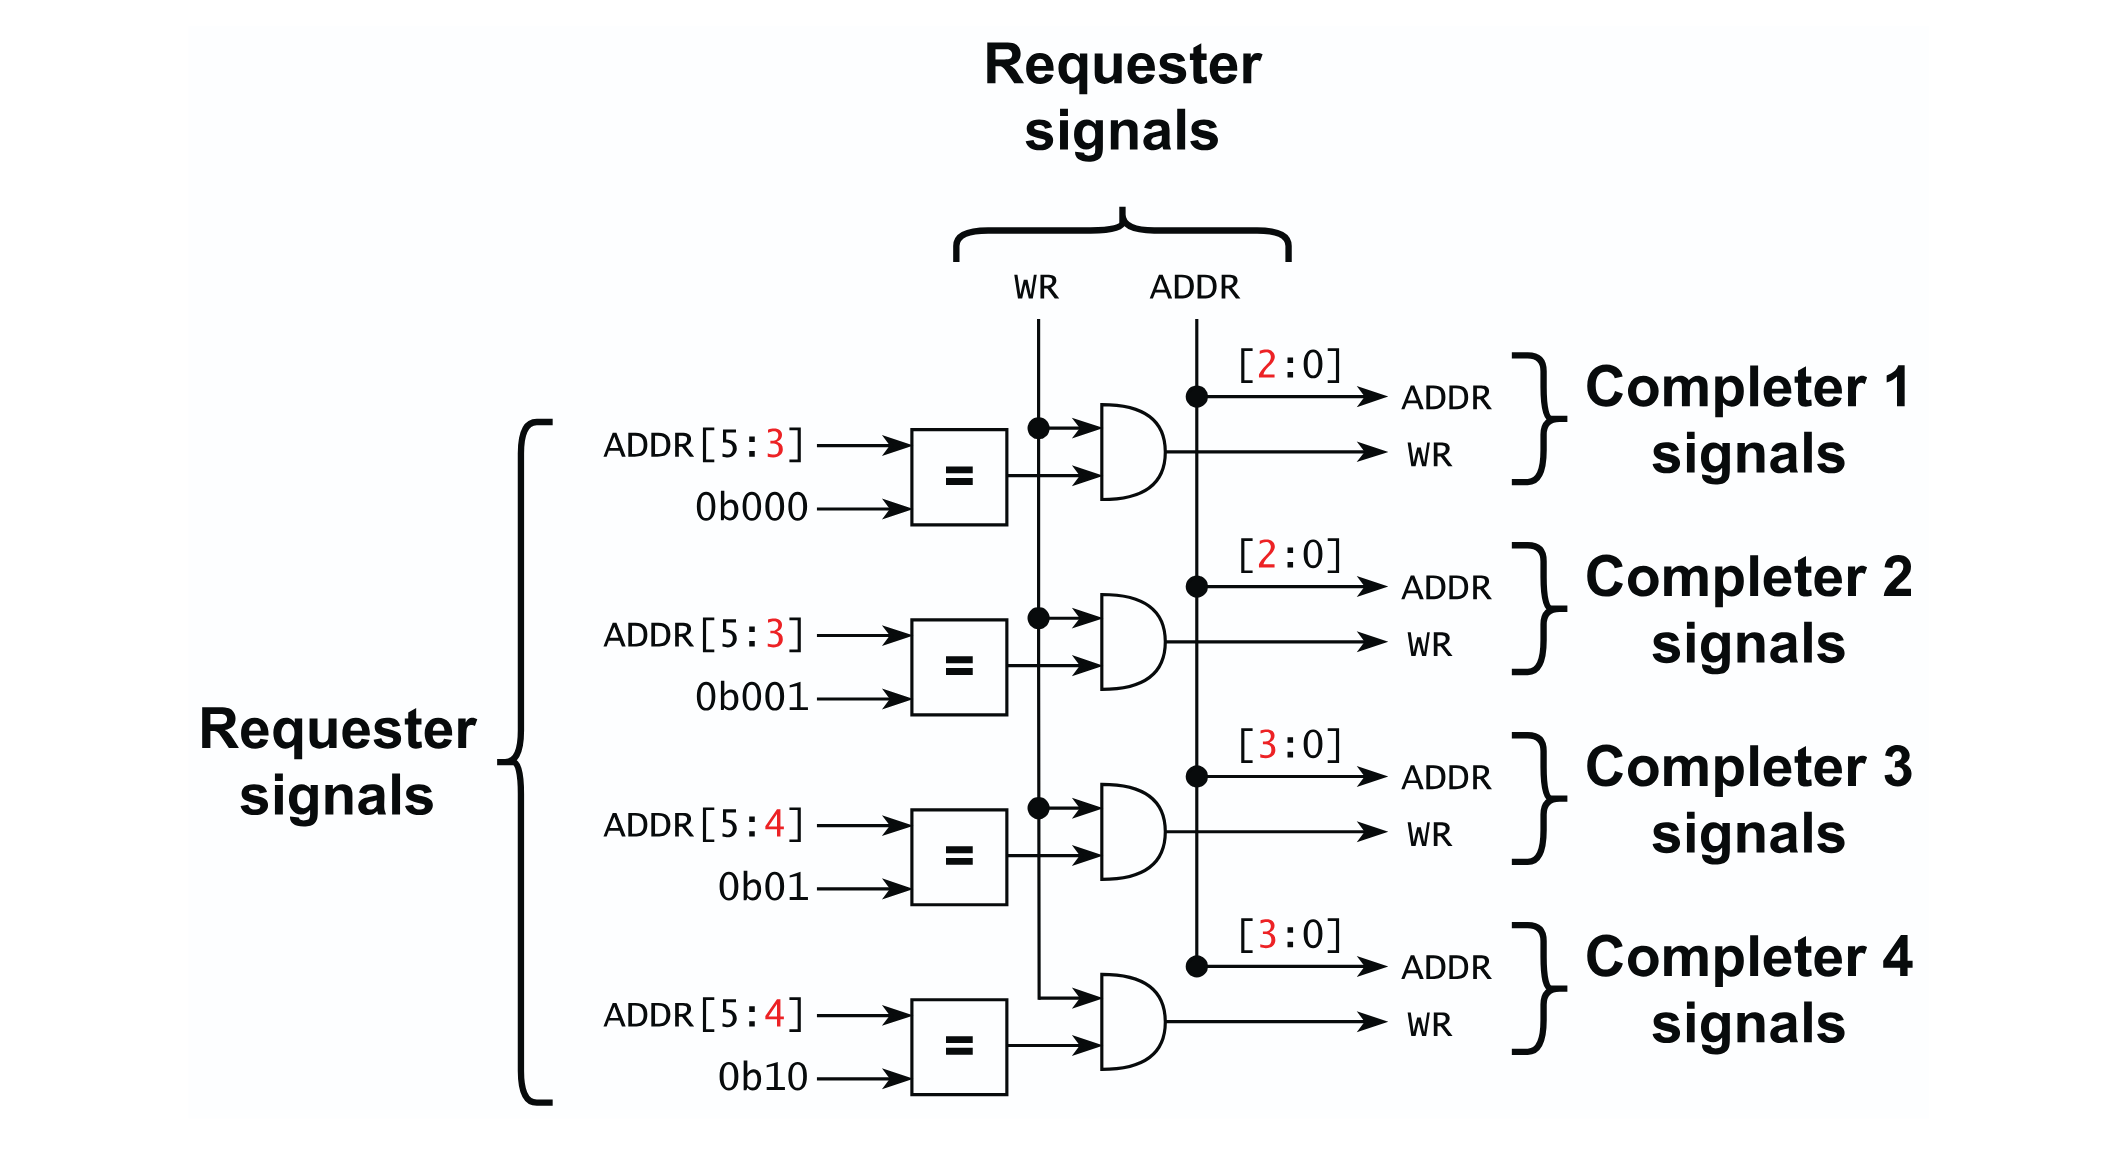 Requester
signals
WR ADDR
[2:0]
ADDR
ADDR[5:3]
0b000
=
WR
Completer 1
signals
[2:0]
ADDR
ADDR[5:3]
0b001
=
WR
Completer 2
signals
Requester
signals
[3:0]
ADDR
ADDR[5:4]
0b01
=
WR
Completer 3
signals
[3:0]
ADDR
ADDR[5:4]
0b10
=
WR
Completer 4
signals